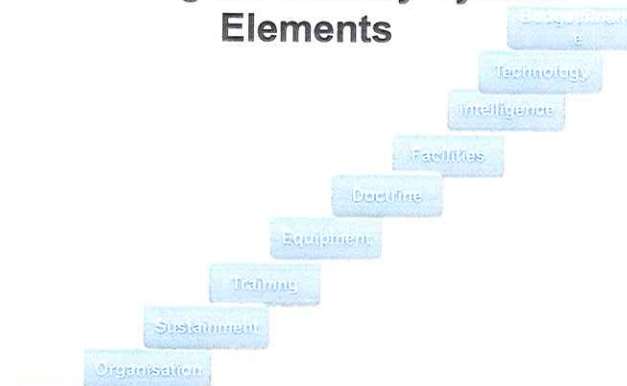 Elements
Technology
Intelligence
Facilities
Doctrine
Equipment
Training
Sustainment
Organisation